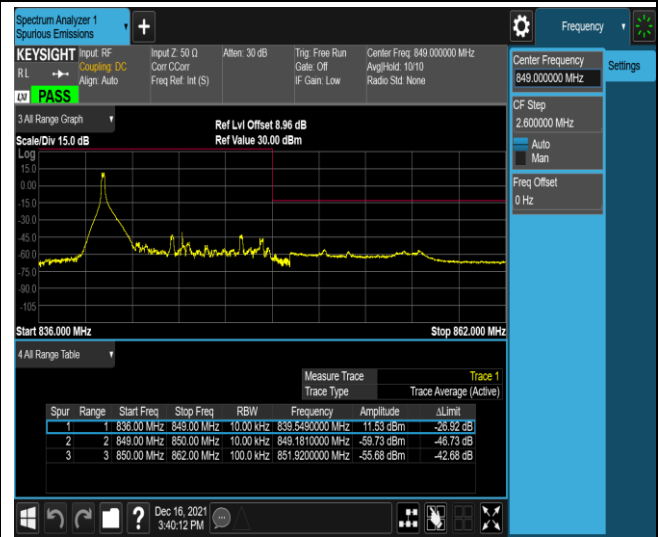 Spectrum Analyzer 1
Spurious Emissions
+
Frequency
KEYSIGHT
Input: RF
Coupling: DC
Align: Auto
Input Z: 50 Ω
Corr CCorr
Freq Ref: Int (S)
Atten: 30 dB
Trig: Free Run
Gate: Off
IF Gain: Low
Center Freq: 849.000000 MHz
Avg|Hold: 10/10
Radio Std: None
R L
LXI
PASS
Center Frequency
849.000000 MHz
Settings
CF Step
2.600000 MHz
Auto
Man
Freq Offset
0 Hz
3 All Range Graph
Scale/Div 15.0 dB
Ref Lvl Offset 8.96 dB
Ref Value 30.00 dBm
Log
15.0
0.00
-15.0
-30.0
-45.0
-60.0
-75.0
-90.0
-105
Start 836.000 MHz
Stop 862.000 MHz
4 All Range Table
Measure Trace Trace 1
Trace Type Trace Average (Active)
Spur Range Start Freq Stop Freq RBW Frequency Amplitude ΔLimit
1 1 836.00 MHz 849.00 MHz 10.00 kHz 839.5490000 MHz 11.53 dBm -26.92 dB
2 2 849.00 MHz 850.00 MHz 10.00 kHz 849.1810000 MHz -59.73 dBm -46.73 dB
3 3 850.00 MHz 862.00 MHz 100.0 kHz 851.9200000 MHz -55.68 dBm -42.68 dB
?
Dec 16, 2021
3:40:12 PM